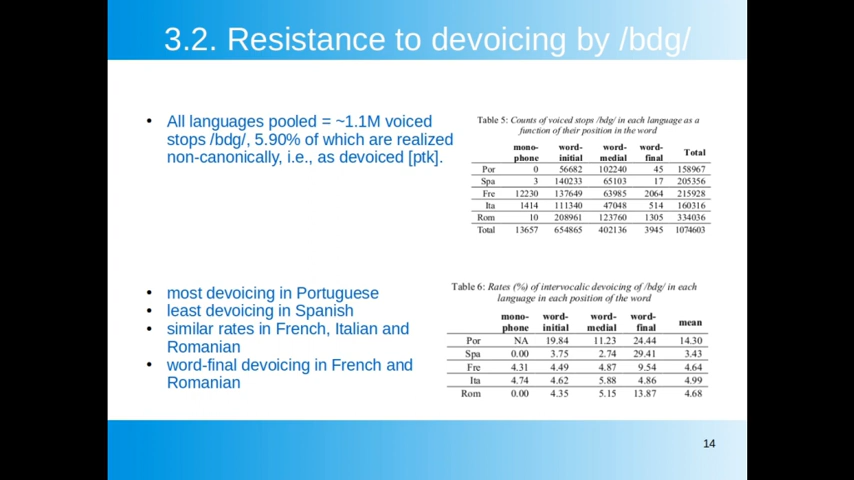 3.2. Resistance to devoicing by /bdg/
• All languages pooled = ~1.1M voiced
stops /bdg/, 5.90% of which are realized
non-canonically, i.e., as devoiced [ptk].
Table 5: Counts of voiced stops /bdg/ in each language as a
function of their position in the word
mono-phone word-initial word-medial word-final Total
Por 0 56682 102240 45 158967
Spa 3 140233 65103 17 205356
Fre 12230 137649 63985 2064 215928
Ita 1414 111340 47048 514 160316
Rom 10 208961 123760 1305 334036
Total 13657 654865 402136 3945 1074603
• most devoicing in Portuguese
• least devoicing in Spanish
• similar rates in French, Italian and
Romanian
• word-final devoicing in French and
Romanian
Table 6: Rates (%) of intervocalic devoicing of /bdg/ in each
language in each position of the word
mono-phone word-initial word-medial word-final mean
Por NA 19.84 11.23 24.44 14.30
Spa 0.00 3.75 2.74 29.41 3.43
Fre 4.31 4.49 4.87 9.54 4.64
Ita 4.74 4.62 5.88 4.86 4.99
Rom 0.00 4.35 5.15 13.87 4.68
14